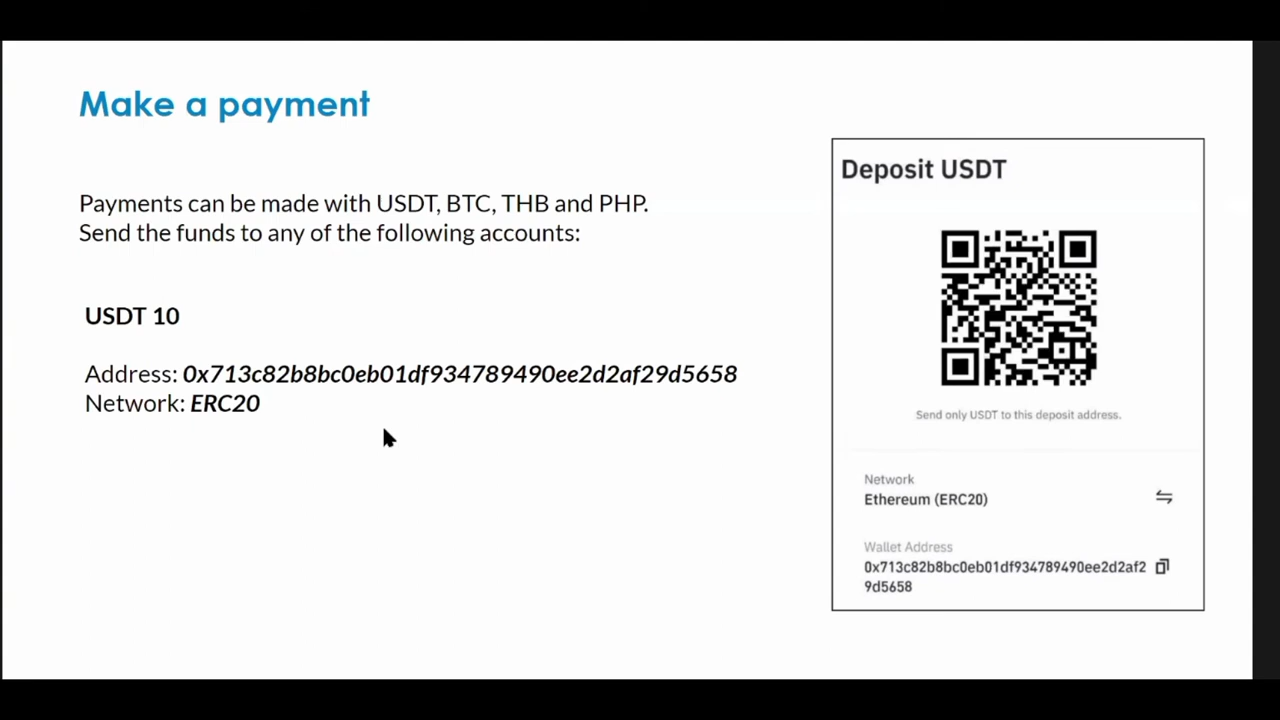 Make a payment
Payments can be made with USDT, BTC, THB and PHP.
Send the funds to any of the following accounts:
USDT 10
Address: 0x713c82b8bc0eb01df934789490ee2d2af29d5658
Network: ERC20
Deposit USDT
Send only USDT to this deposit address.
Network
Ethereum (ERC20)
Wallet Address
0x713c82b8bc0eb01df934789490ee2d2af2
9d5658